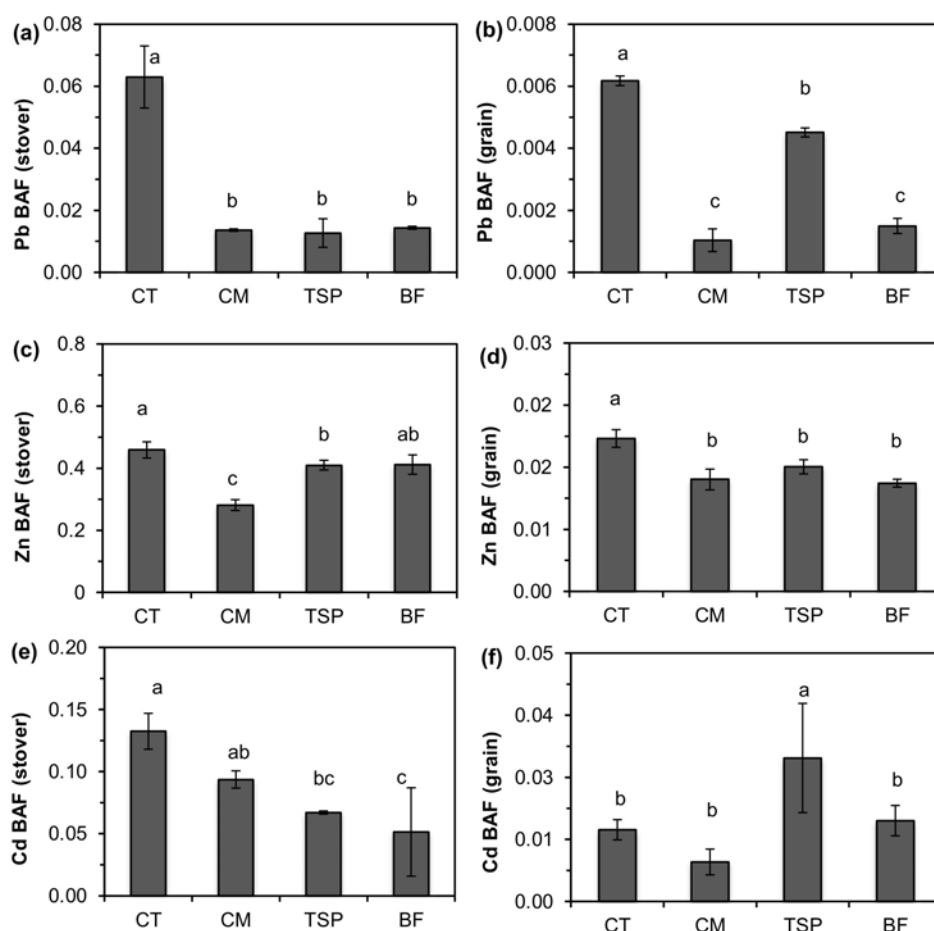 (a)
Pb BAF (stover)
0.08
0.06
0.04
0.02
0.00
a
b
b
b
CT CM TSP BF
(b)
Pb BAF (grain)
0.008
0.006
0.004
0.002
0.000
a
c
b
c
CT CM TSP BF
(c)
Zn BAF (stover)
0.8
0.6
0.4
0.2
0
a
c
b
ab
CT CM TSP BF
(d)
Zn BAF (grain)
0.03
0.02
0.02
0.01
0.00
a
b
b
b
CT CM TSP BF
(e)
Cd BAF (stover)
0.20
0.15
0.10
0.05
0.00
a
ab
bc
c
CT CM TSP BF
(f)
Cd BAF (grain)
0.05
0.04
0.03
0.01
0.00
b
b
a
b
CT CM TSP BF